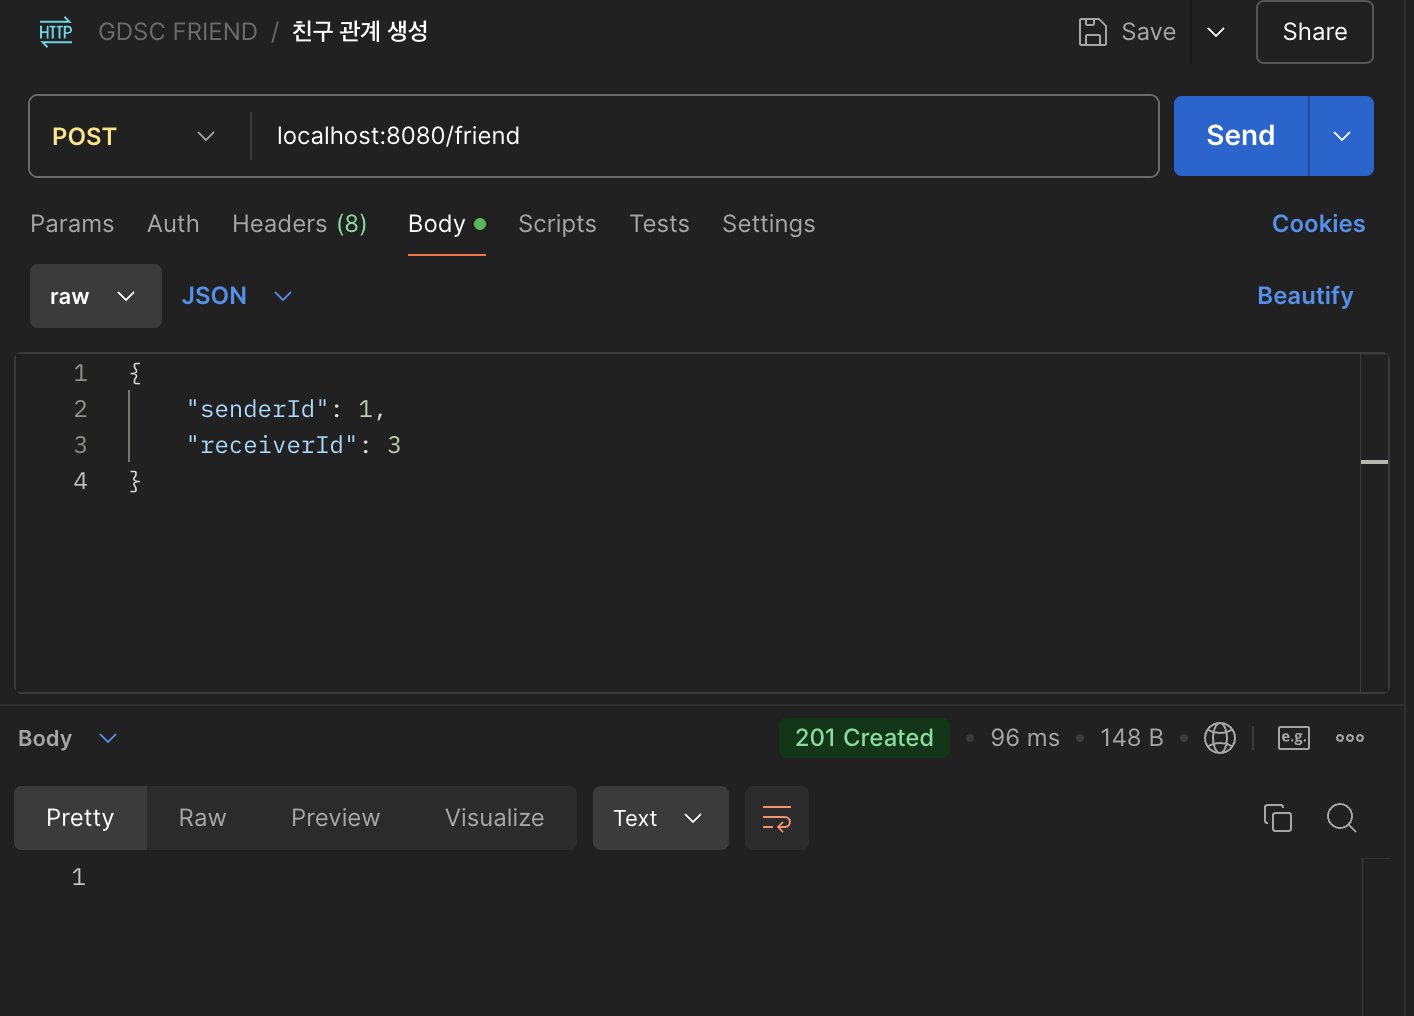 HTTP GDSC FRIEND / 친구 관계 생성 Save Share
POST localhost:8080/friend Send
Params Auth Headers (8) Body Scripts Tests Settings Cookies
raw JSON Beautify
1 {
2 "senderId": 1,
3 "receiverId": 3
4 }
Body 201 Created • 96 ms • 148 B • e.g.
Pretty Raw Preview Visualize Text
1